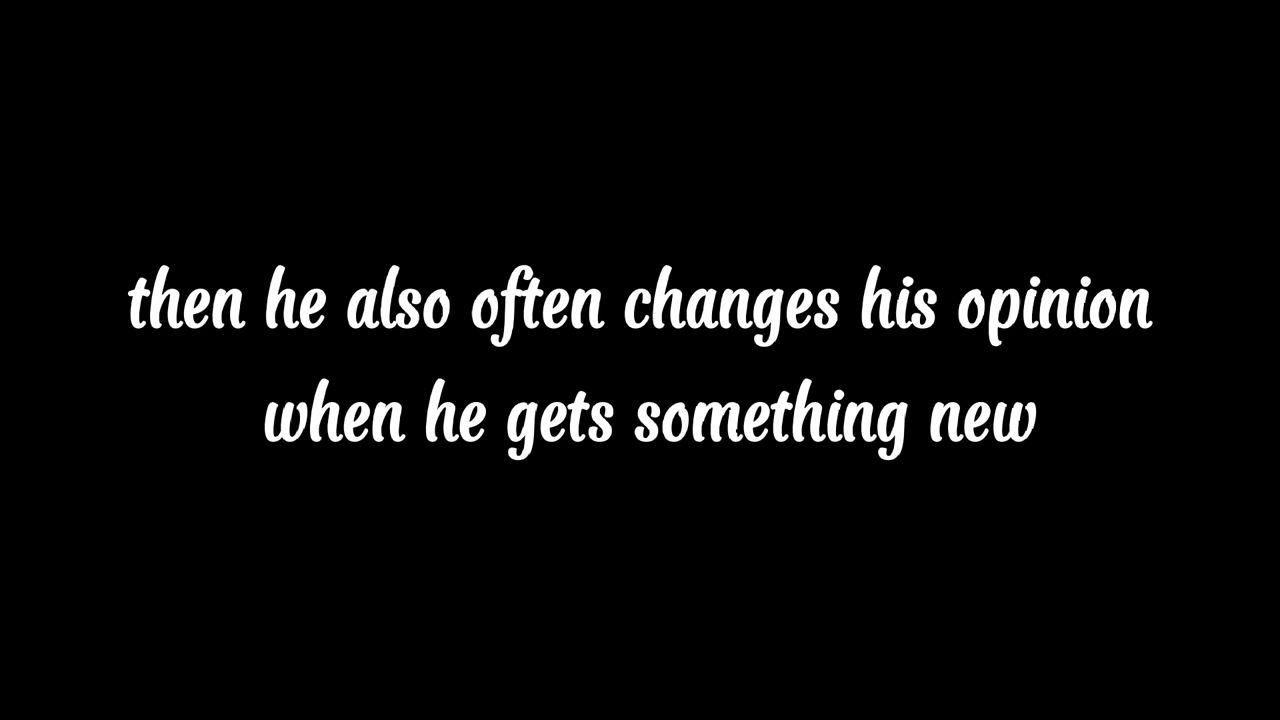 then he also often changes his opinion
when he gets something new